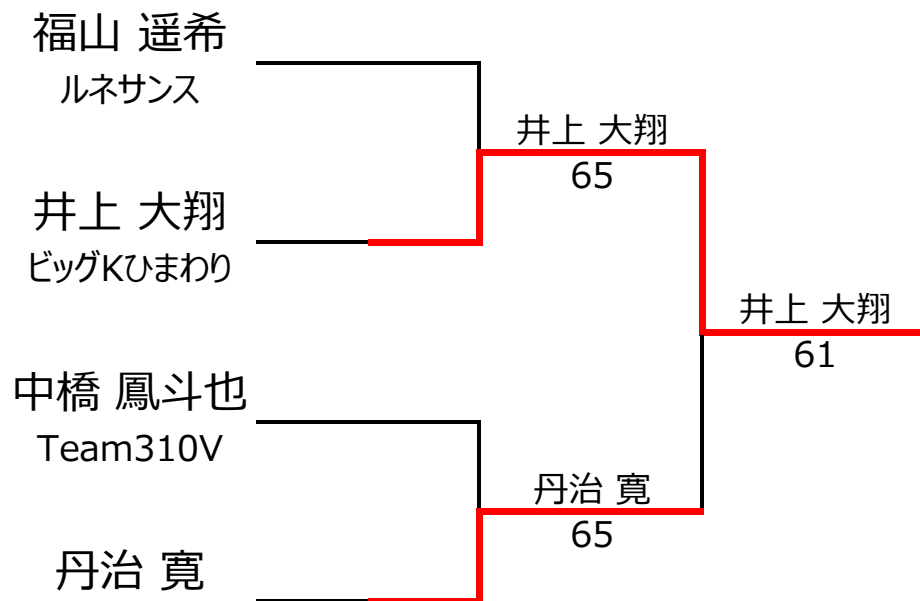 福山 遥希
ルネサンス
井上 大翔
65
井上 大翔
ビッグKひまわり
井上 大翔
61
中橋 鳳斗也
Team310V
丹治 寛
65
丹治 寛